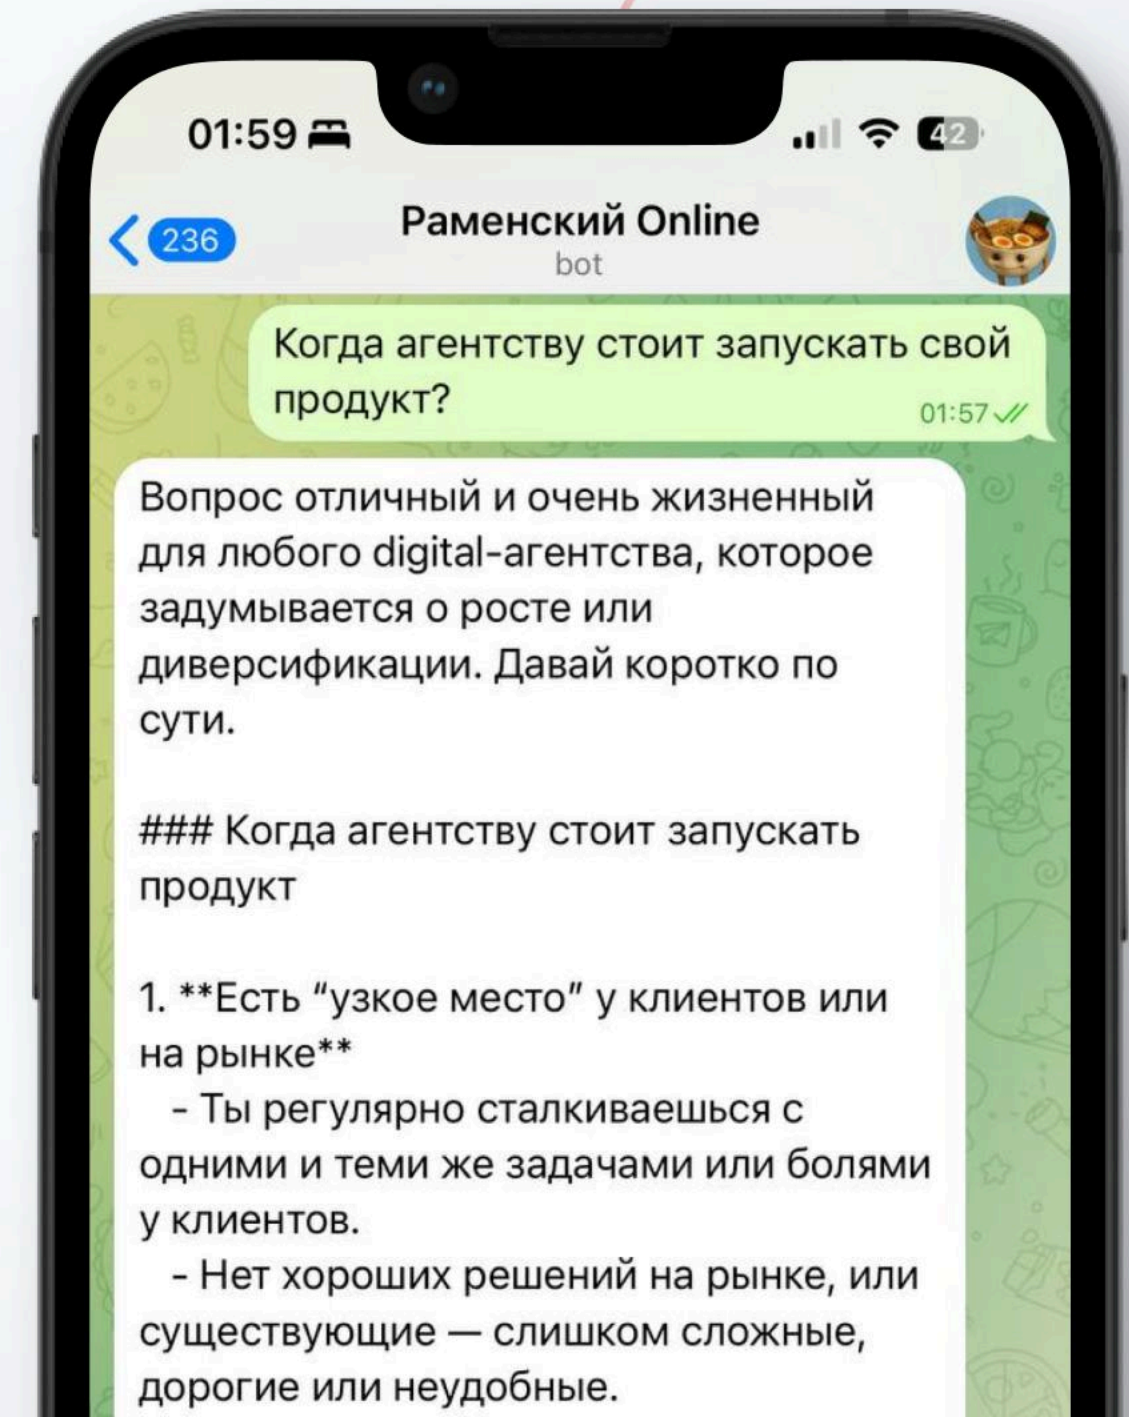 01:59
42
236
Раменский Online
bot
Когда агентству стоит запускать свой
продукт?
01:57
Вопрос отличный и очень жизненный
для любого digital-агентства, которое
задумывается о росте или
диверсификации. Давай коротко по
сути.
### Когда агентству стоит запускать
продукт
1. **Есть “узкое место” у клиентов или
на рынке**
- Ты регулярно сталкиваешься с
одними и теми же задачами или болями
у клиентов.
- Нет хороших решений на рынке, или
существующие — слишком сложные,
дорогие или неудобные.